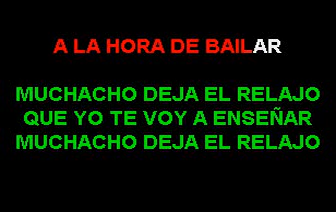 A LA HORA DE BAILAR
MUCHACHO DEJA EL RELAJO
QUE YO TE VOY A ENSEÑAR
MUCHACHO DEJA EL RELAJO